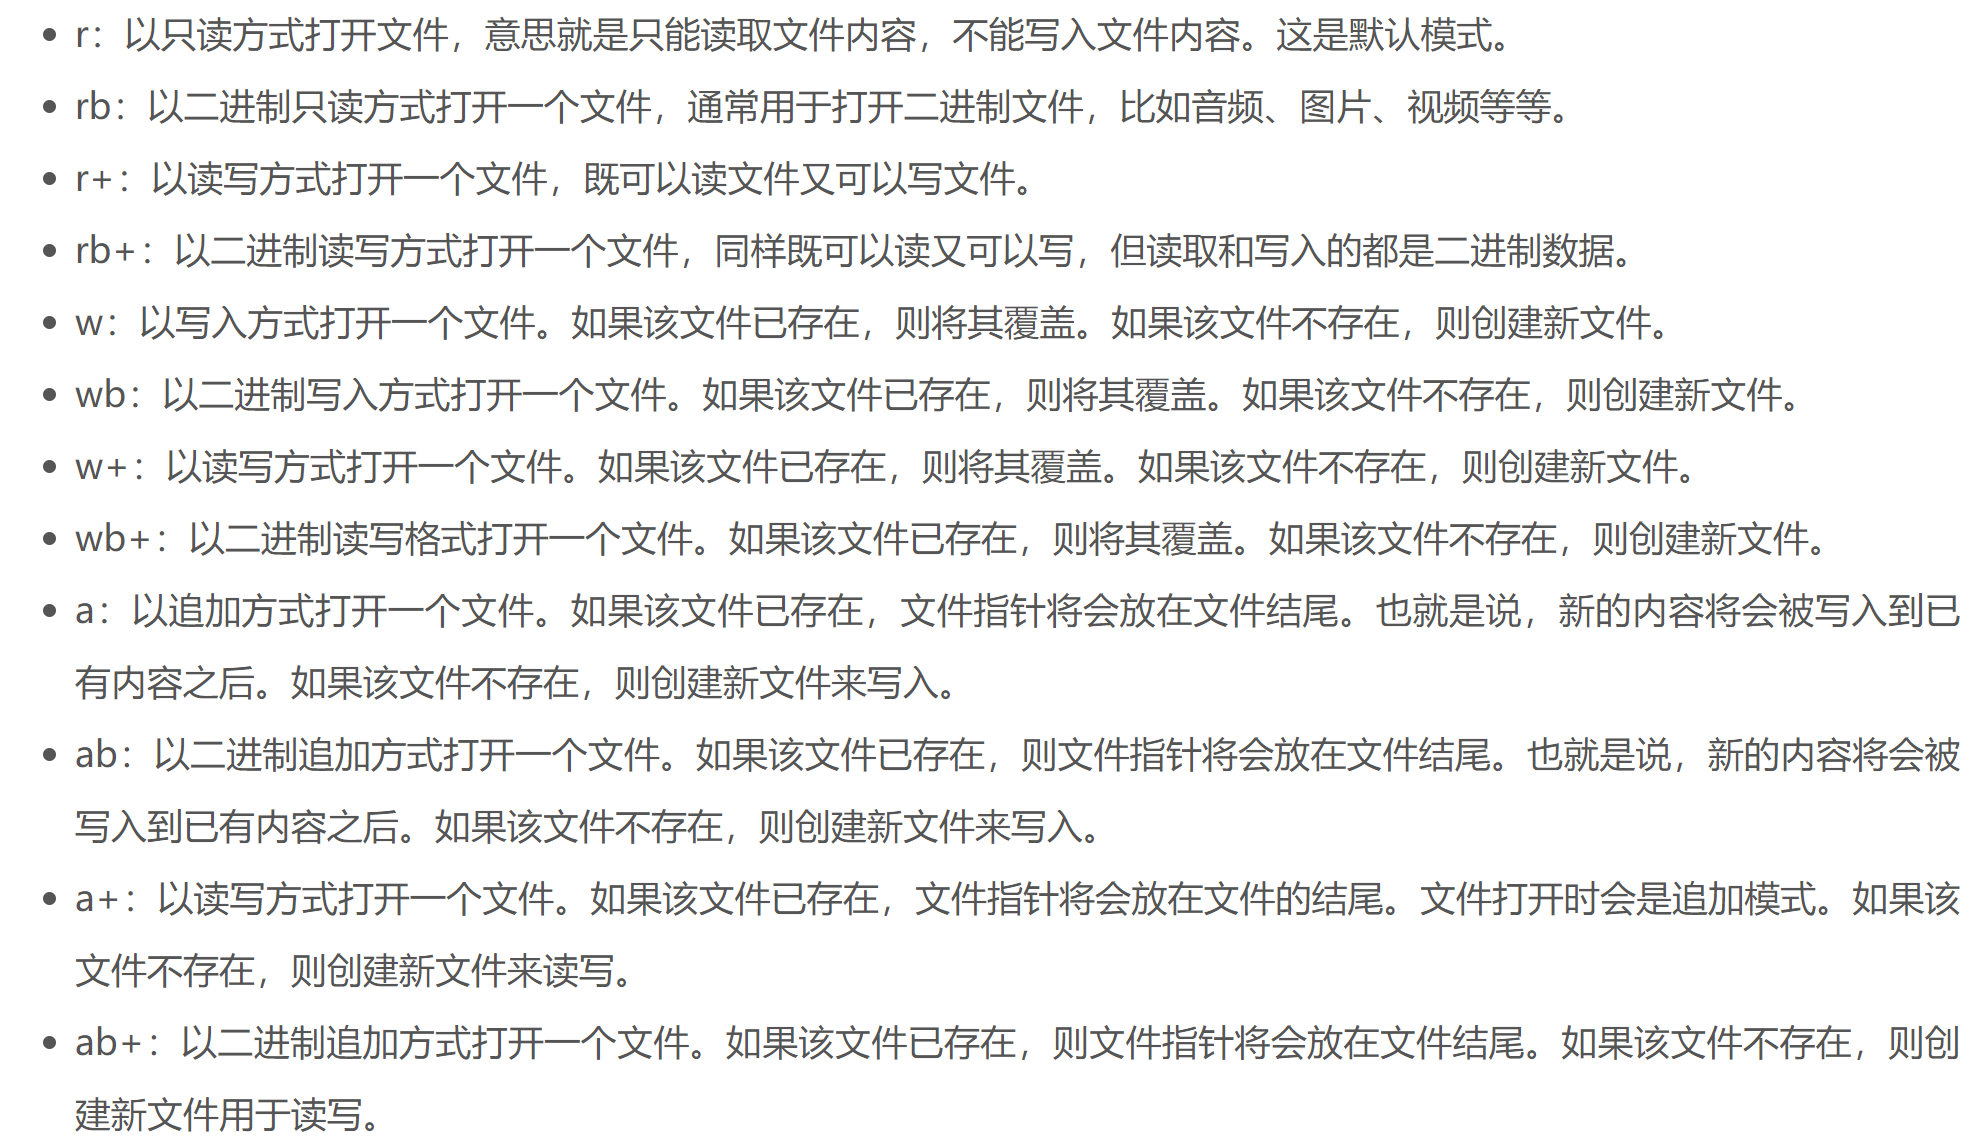 • r：以只读方式打开文件，意思就是只能读取文件内容，不能写入文件内容。这是默认模式。
• rb：以二进制只读方式打开一个文件，通常用于打开二进制文件，比如音频、图片、视频等等。
• r+：以读写方式打开一个文件，既可以读文件又可以写文件。
• rb+：以二进制读写方式打开一个文件，同样既可以读又可以写，但读取和写入的都是二进制数据。
• w：以写入方式打开一个文件。如果该文件已存在，则将其覆盖。如果该文件不存在，则创建新文件。
• wb：以二进制写入方式打开一个文件。如果该文件已存在，则将其覆盖。如果该文件不存在，则创建新文件。
• w+：以读写方式打开一个文件。如果该文件已存在，则将其覆盖。如果该文件不存在，则创建新文件。
• wb+：以二进制读写格式打开一个文件。如果该文件已存在，则将其覆盖。如果该文件不存在，则创建新文件。
• a：以追加方式打开一个文件。如果该文件已存在，文件指针将会放在文件结尾。也就是说，新的内容将会被写入到已
有内容之后。如果该文件不存在，则创建新文件来写入。
• ab：以二进制追加方式打开一个文件。如果该文件已存在，则文件指针将会放在文件结尾。也就是说，新的内容将会被
写入到已有内容之后。如果该文件不存在，则创建新文件来写入。
• a+：以读写方式打开一个文件。如果该文件已存在，文件指针将会放在文件的结尾。文件打开时会是追加模式。如果该
文件不存在，则创建新文件来读写。
• ab+：以二进制追加方式打开一个文件。如果该文件已存在，则文件指针将会放在文件结尾。如果该文件不存在，则创
建新文件用于读写。